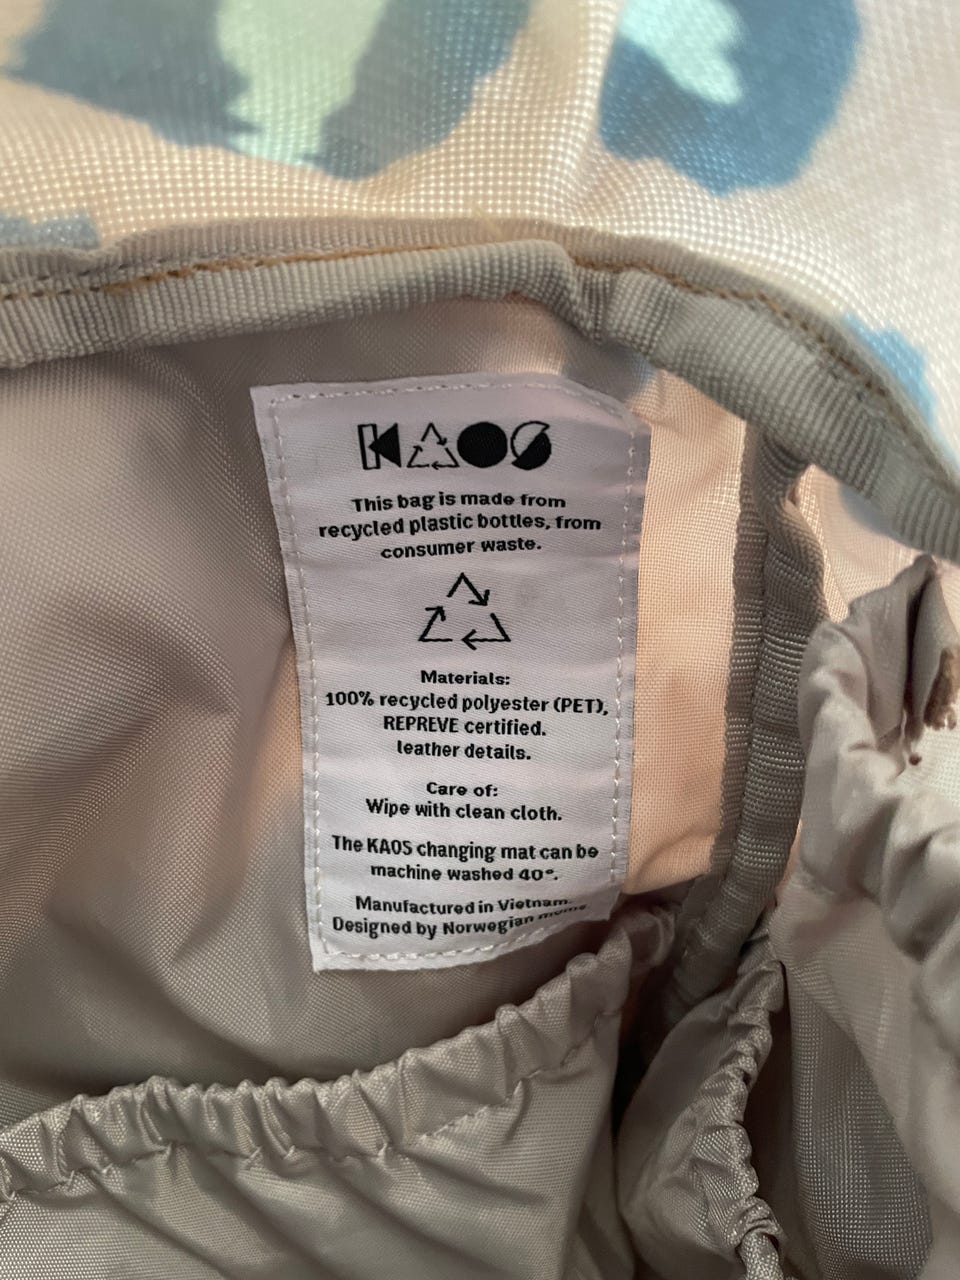 KAOS
This bag is made from
recycled plastic bottles, from
consumer waste.
Materials:
100% recycled polyester (PET),
REPREVE certified.
leather details.
Care of:
Wipe with clean cloth.
The KAOS changing mat can be
machine washed 40°.
Manufactured in Vietnam.
Designed by Norwegian moms.